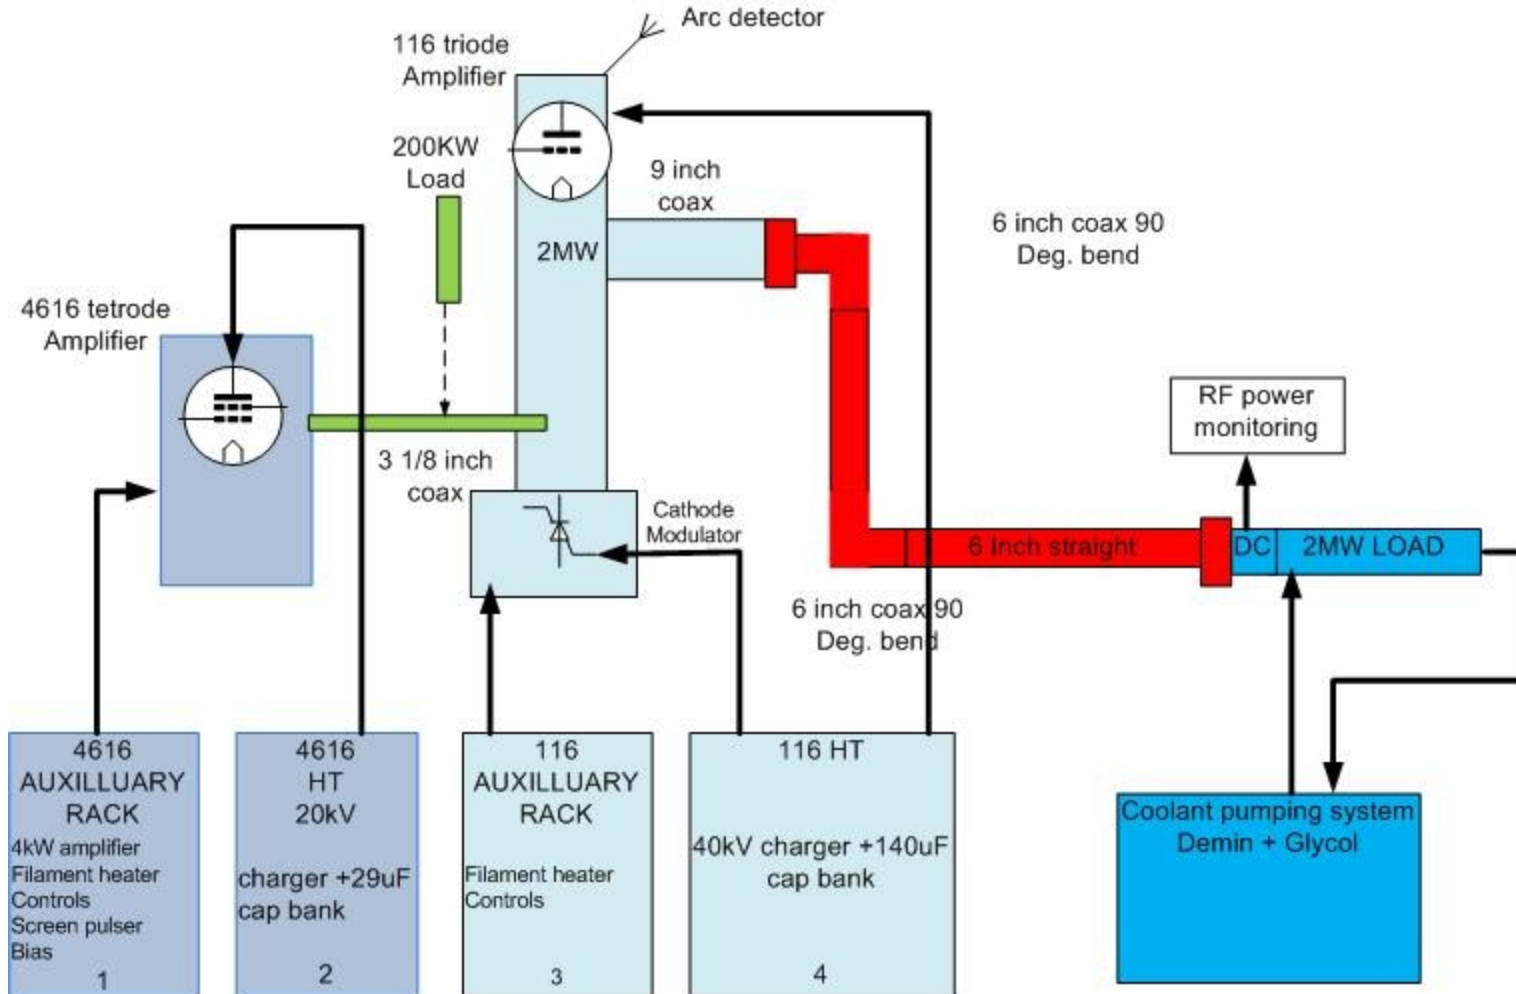 Arc detector
116 triode
Amplifier
200KW
Load
9 inch
coax
2MW
6 inch coax 90
Deg. bend
4616 tetrode
Amplifier
3 1/8 inch
coax
RF power
monitoring
Cathode
Modulator
6 Inch straight
DC
2MW LOAD
6 inch coax 90
Deg. bend
4616
AUXILLUARY
RACK
4kW amplifier
Filament heater
Controls
Screen pulser
Bias
1
4616
HT
20kV
charger +29uF
cap bank
2
116
AUXILLUARY
RACK
Filament heater
Controls
3
116 HT
40kV charger +140uF
cap bank
4
Coolant pumping system
Demin + Glycol